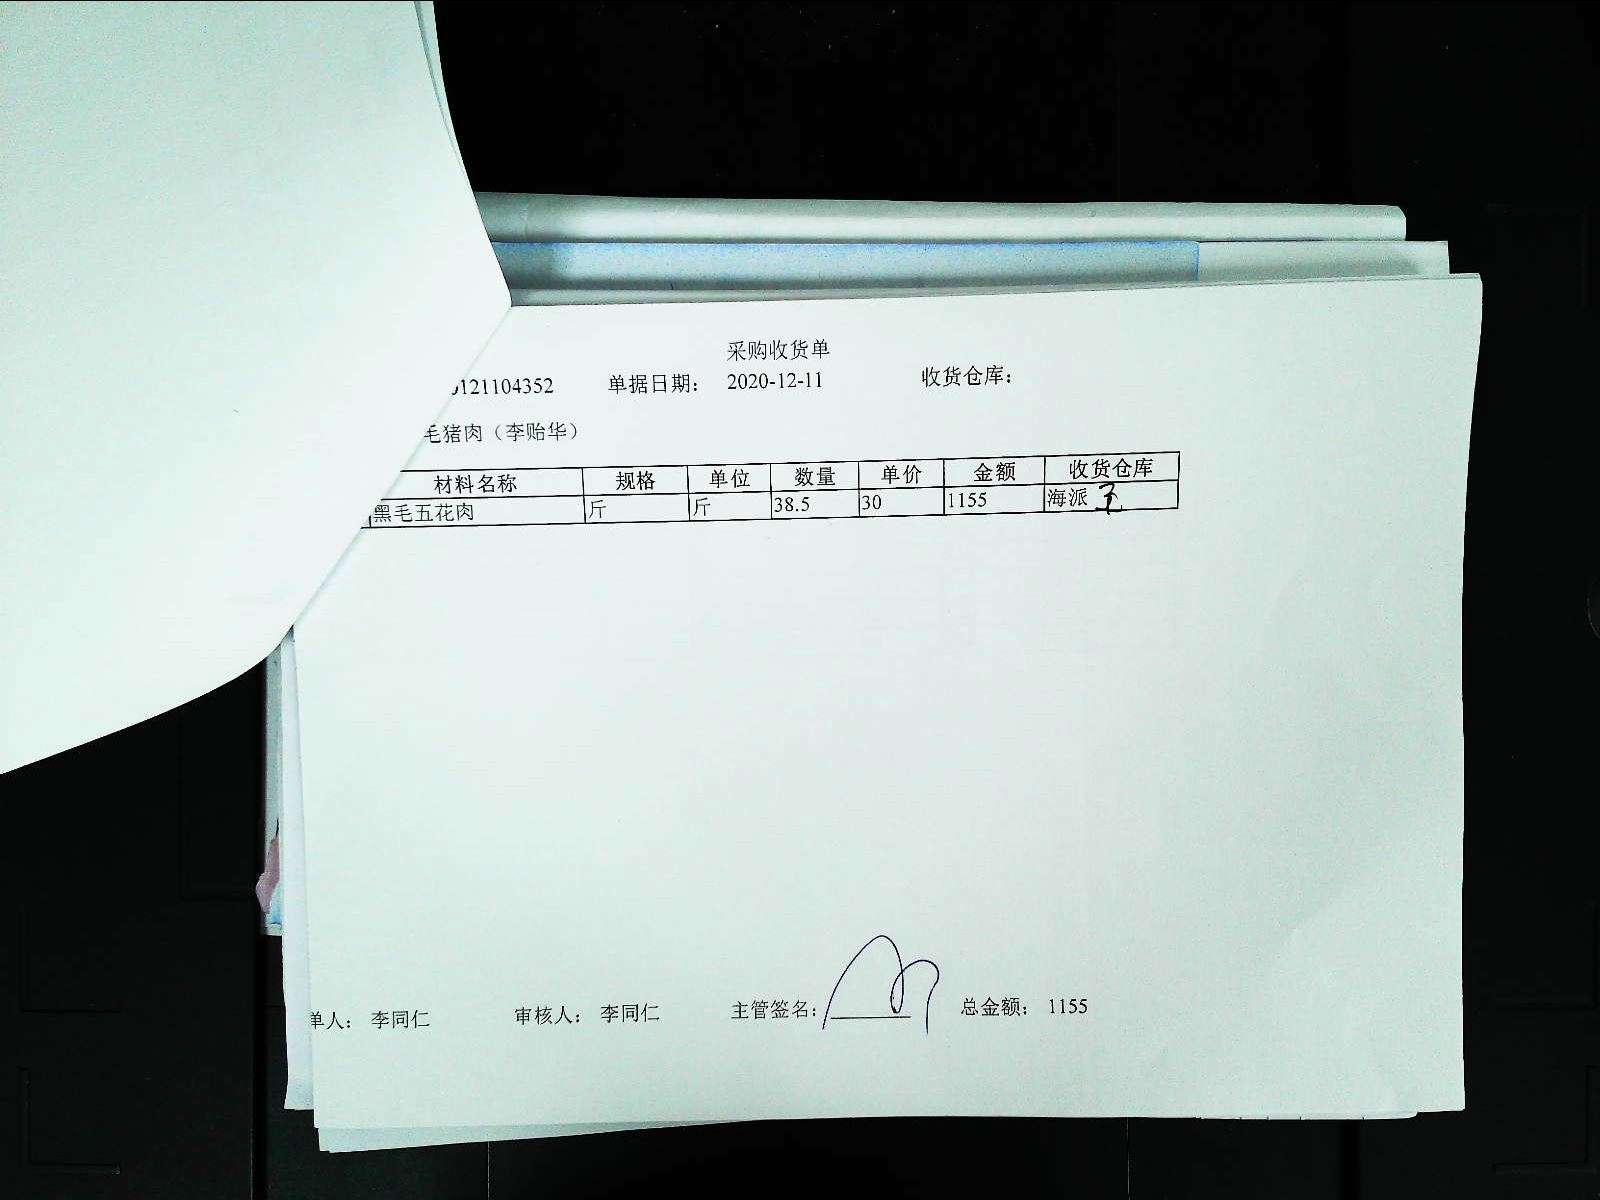 采购收货单
0121104352 单据日期： 2020-12-11 收货仓库：
毛猪肉（李贻华）
材料名称 规格 单位 数量 单价 金额 收货仓库
黑毛五花肉 斤 斤 38.5 30 1155 海派
单人： 李同仁 审核人： 李同仁 主管签名： 总金额： 1155